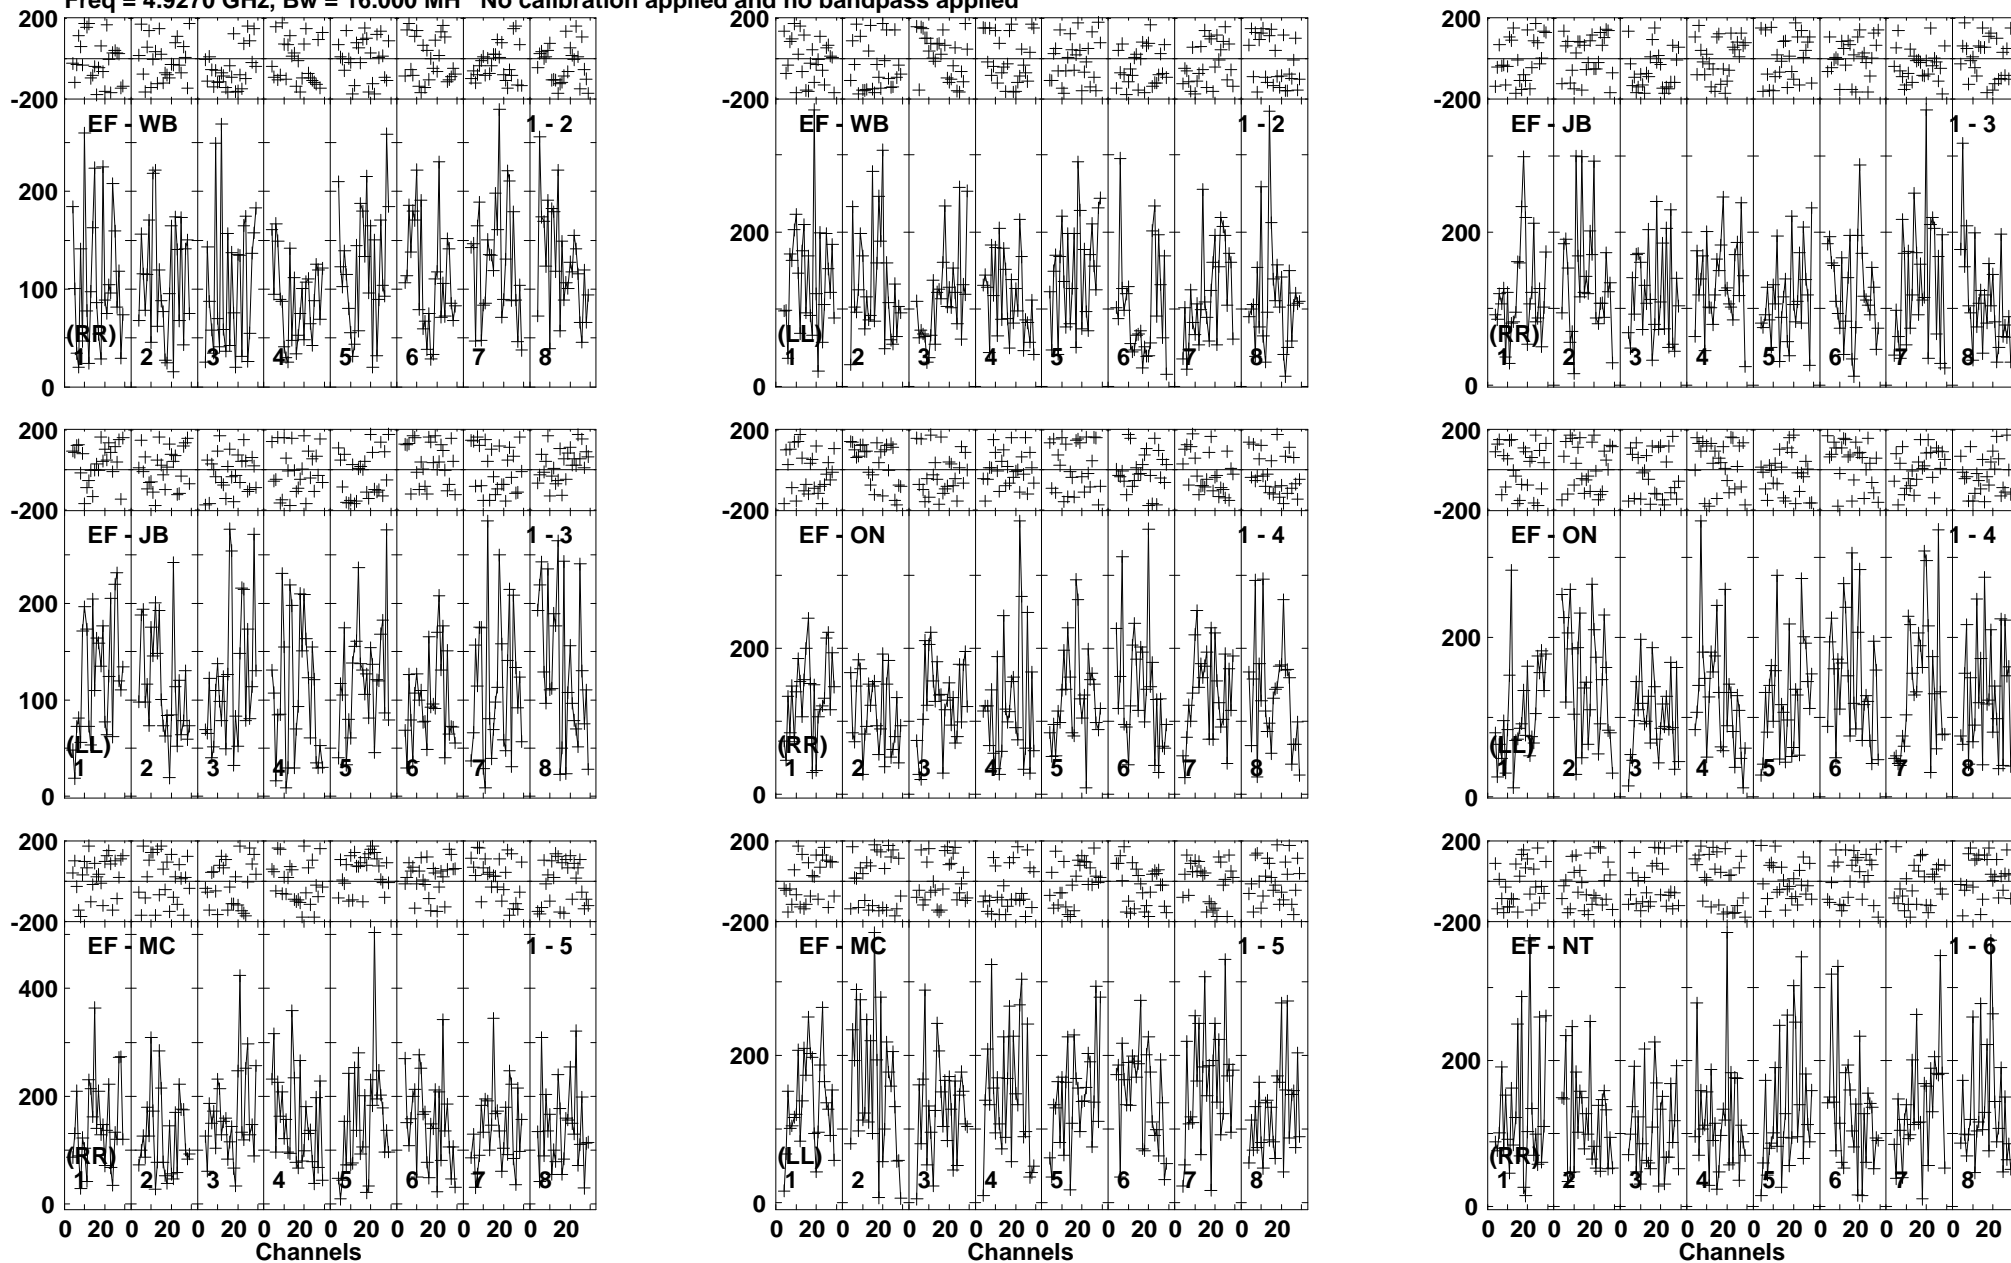 Freq = 4.9270 GHz, Bw = 16.000 MH No calibration applied and no bandpass applied
200
-200
EF - WB 1 - 2
200
100
0
(RR)
1 2 3 4 5 6 7 8
200
-200
EF - WB 1 - 2
200
0
(LL)
1 2 3 4 5 6 7 8
200
-200
EF - JB 1 - 3
200
0
(RR)
1 2 3 4 5 6 7 8
200
-200
EF - JB 1 - 3
200
100
0
(LL)
1 2 3 4 5 6 7 8
200
-200
EF - ON 1 - 4
200
0
(RR)
1 2 3 4 5 6 7 8
200
-200
EF - ON 1 - 4
200
0
(LL)
1 2 3 4 5 6 7 8
200
-200
EF - MC 1 - 5
400
200
0
(RR)
1 2 3 4 5 6 7 8
0 20 0 20 0 20 0 20 0 20 0 20 0 20 0 20
Channels
200
-200
EF - MC 1 - 5
200
0
(LL)
1 2 3 4 5 6 7 8
0 20 0 20 0 20 0 20 0 20 0 20 0 20 0 20
Channels
200
-200
EF - NT 1 - 6
200
0
(RR)
1 2 3 4 5 6 7 8
0 20 0 20 0 20 0 20 0 20 0 20 0 20 0 20
Channels